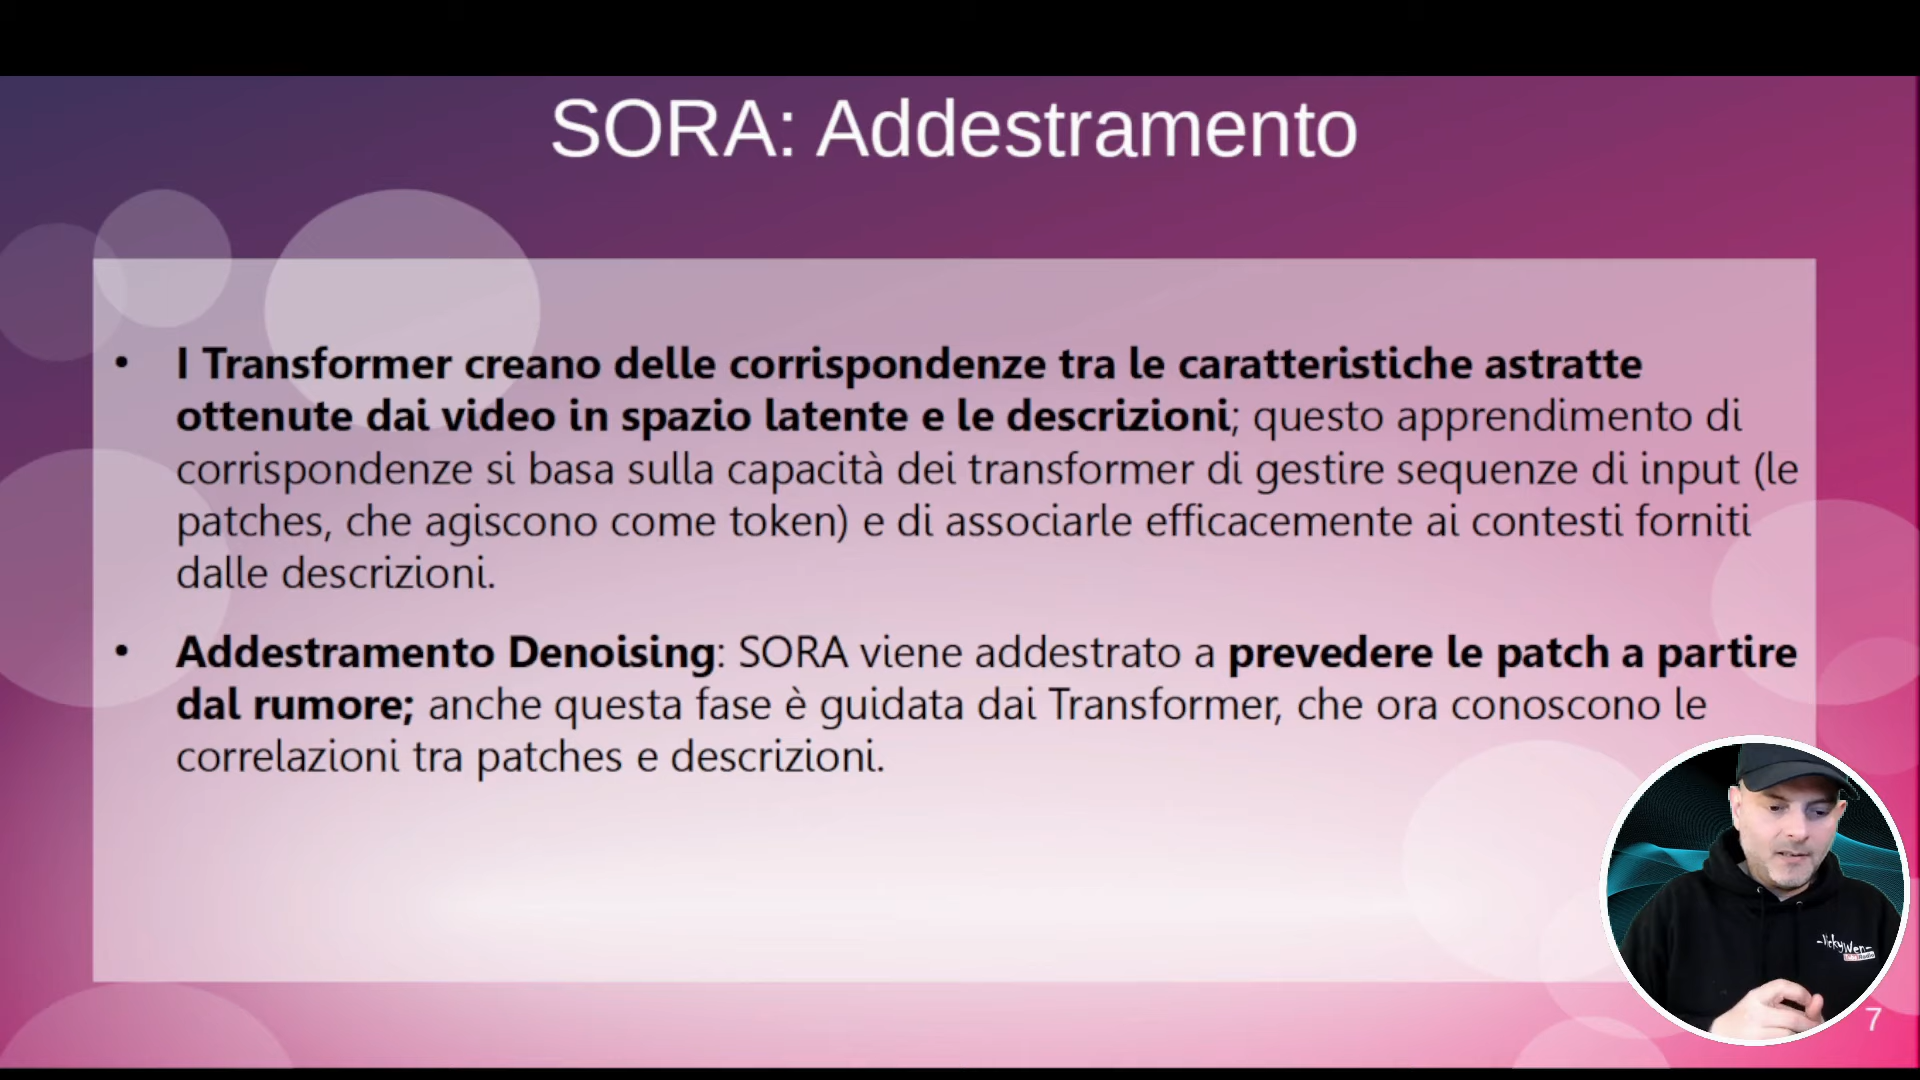 SORA: Addestramento
• I Transformer creano delle corrispondenze tra le caratteristiche astratte
ottenute dai video in spazio latente e le descrizioni; questo apprendimento di
corrispondenze si basa sulla capacità dei transformer di gestire sequenze di input (le
patches, che agiscono come token) e di associarle efficacemente ai contesti forniti
dalle descrizioni.
• Addestramento Denoising: SORA viene addestrato a prevedere le patch a partire
dal rumore; anche questa fase è guidata dai Transformer, che ora conoscono le
correlazioni tra patches e descrizioni.
7